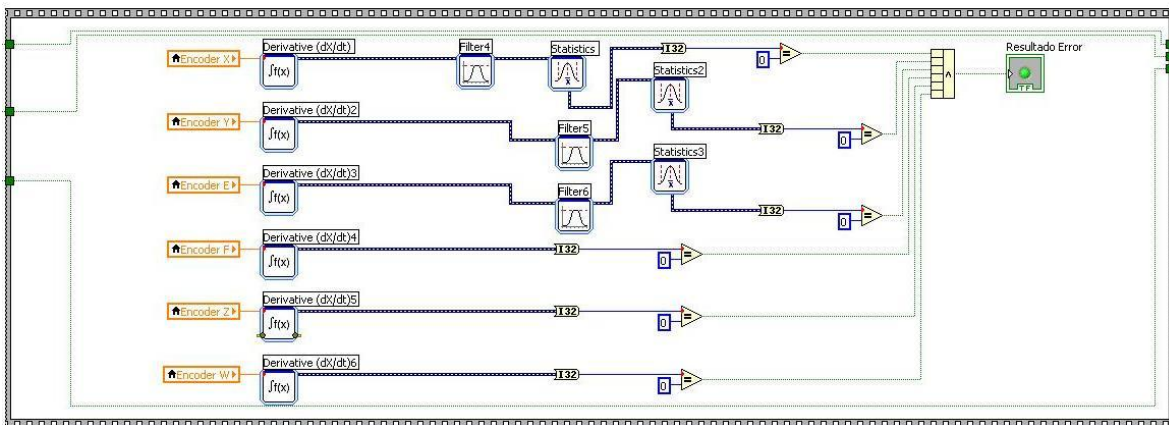 Derivative (dX/dt)
Filter4
Statistics
I32
Resultado Error
Encoder X
∫f(x)
x̄
0
=
Statistics2
∧
TF
Derivative (dX/dt)2
Encoder Y
∫f(x)
x̄
Filter5
I32
0
=
Statistics3
Derivative (dX/dt)3
Encoder E
∫f(x)
x̄
Filter6
I32
0
=
Derivative (dX/dt)4
Encoder F
∫f(x)
I32
0
=
Derivative (dX/dt)5
Encoder Z
∫f(x)
I32
0
=
Derivative (dX/dt)6
Encoder W
∫f(x)
I32
0
=